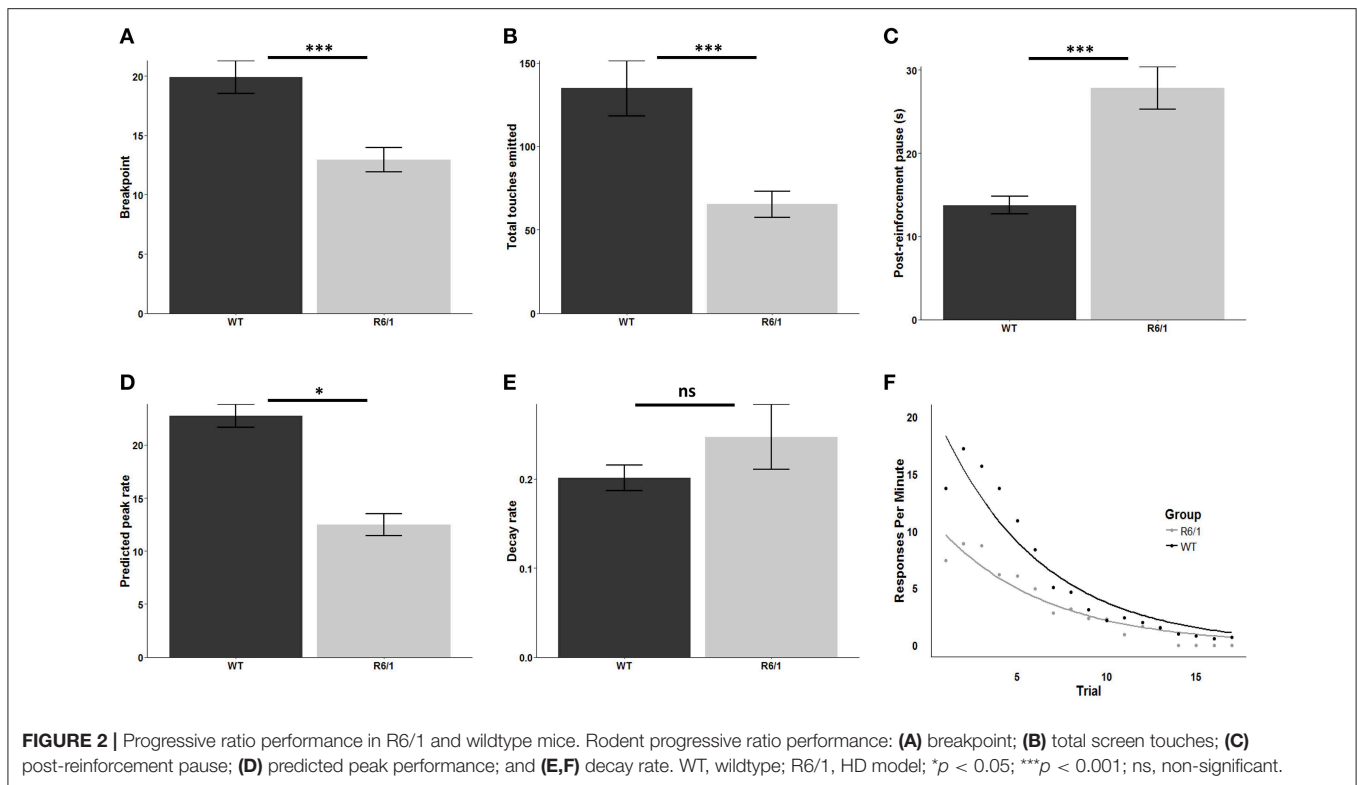 A
***
20
15
10
5
0
Breakpoint
WT
R6/1
B
***
150
100
50
0
Total touches emitted
WT
R6/1
C
***
30
20
10
0
Post-reinforcement pause (s)
WT
R6/1
D
*
20
15
10
5
0
Predicted peak rate
WT
R6/1
E
ns
0.2
0.1
0.0
Decay rate
WT
R6/1
F
20
15
10
5
0
Responses Per Minute
Group
R6/1
WT
5
10
15
Trial
FIGURE 2 | Progressive ratio performance in R6/1 and wildtype mice. Rodent progressive ratio performance: (A) breakpoint; (B) total screen touches; (C)
post-reinforcement pause; (D) predicted peak performance; and (E,F) decay rate. WT, wildtype; R6/1, HD model; *p < 0.05; ***p < 0.001; ns, non-significant.